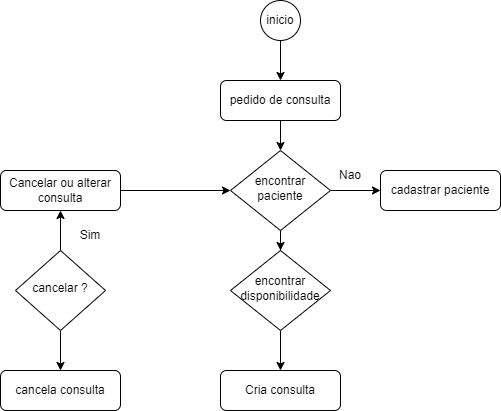 inicio
pedido de consulta
encontrar
paciente
Nao
cadastrar paciente
Cancelar ou alterar
consulta
Sim
cancelar ?
encontrar
disponibilidade
cancela consulta
Cria consulta